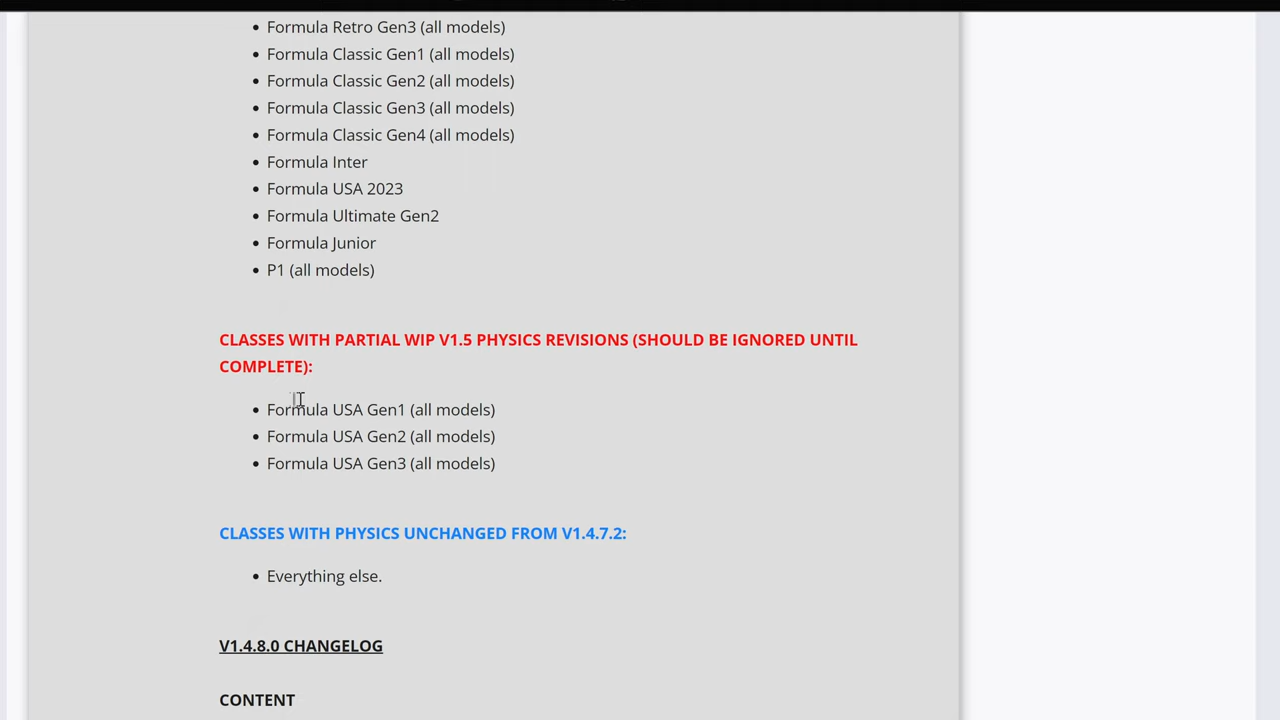 Formula Retro Gen3 (all models)
Formula Classic Gen1 (all models)
Formula Classic Gen2 (all models)
Formula Classic Gen3 (all models)
Formula Classic Gen4 (all models)
Formula Inter
Formula USA 2023
Formula Ultimate Gen2
Formula Junior
P1 (all models)
CLASSES WITH PARTIAL WIP V1.5 PHYSICS REVISIONS (SHOULD BE IGNORED UNTIL
COMPLETE):
Formula USA Gen1 (all models)
Formula USA Gen2 (all models)
Formula USA Gen3 (all models)
CLASSES WITH PHYSICS UNCHANGED FROM V1.4.7.2:
Everything else.
V1.4.8.0 CHANGELOG
CONTENT